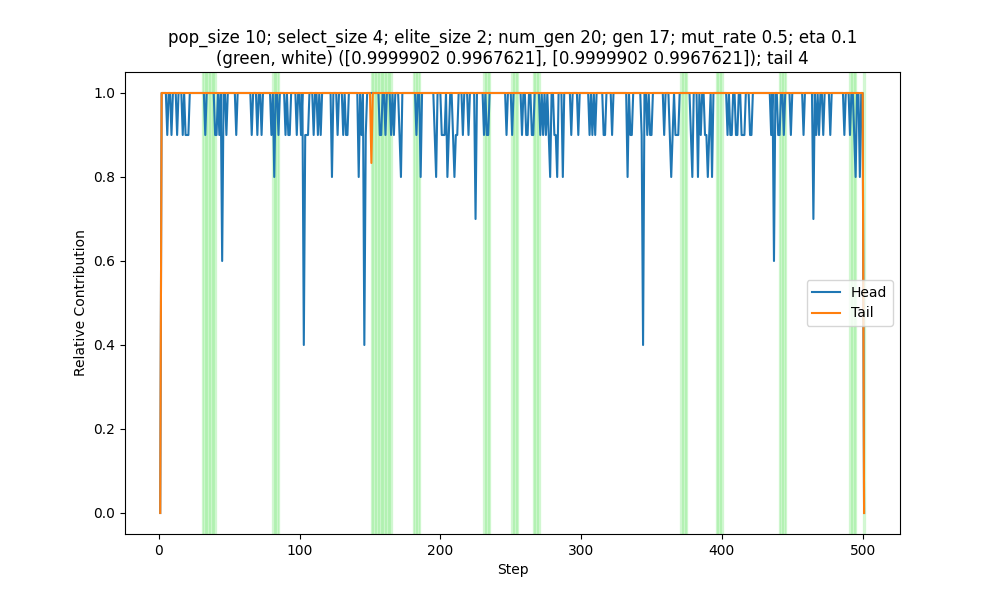 pop_size 10; select_size 4; elite_size 2; num_gen 20; gen 17; mut_rate 0.5; eta 0.1
(green, white) ([0.9999902 0.9967621], [0.9999902 0.9967621]); tail 4
1.0
0.8
0.6
0.4
0.2
0.0
Relative Contribution
Head
Tail
0 100 200 300 400 500
Step